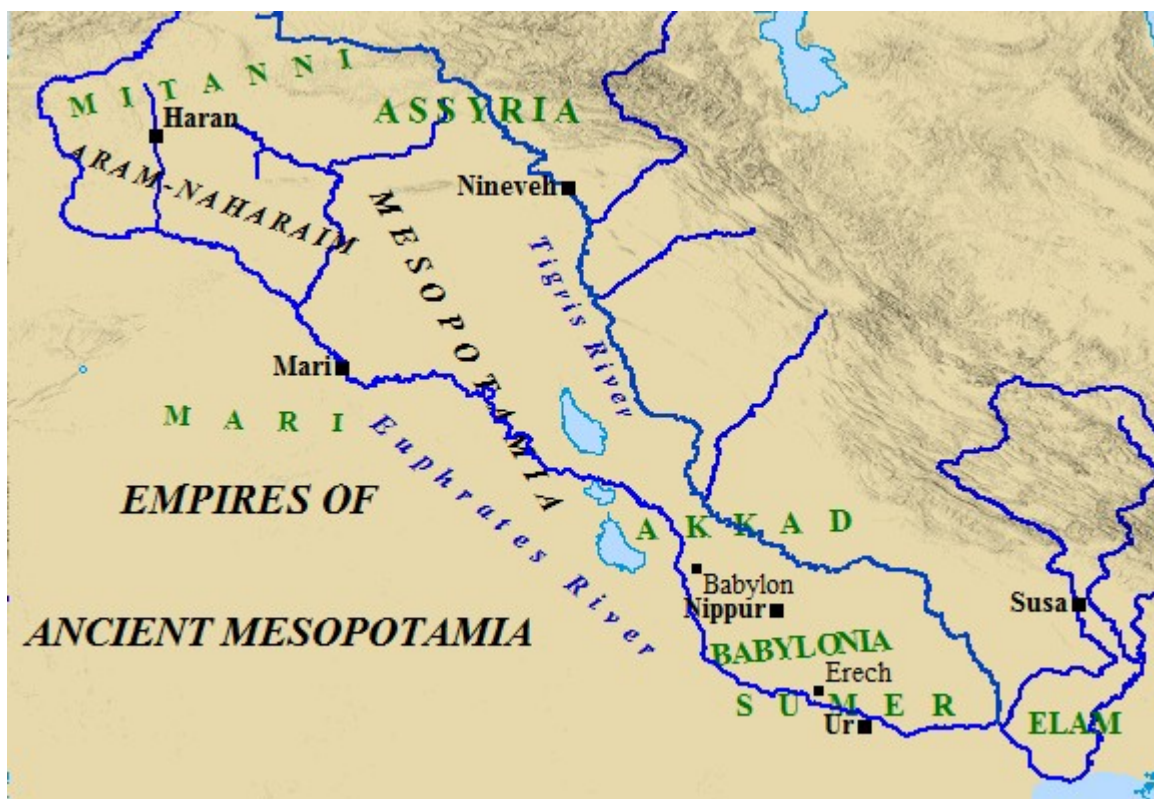 MITANNI
Haran
ASSYRIA
ARAM-NAHARAIM
Nineveh
MESOPOTAMIA
Tigris River
Mari
MARI
Euphrates River
EMPIRES OF
ANCIENT MESOPOTAMIA
AKKAD
Babylon
Nippur
Susa
BABYLONIA
Erech
SUMER
Ur
ELAM